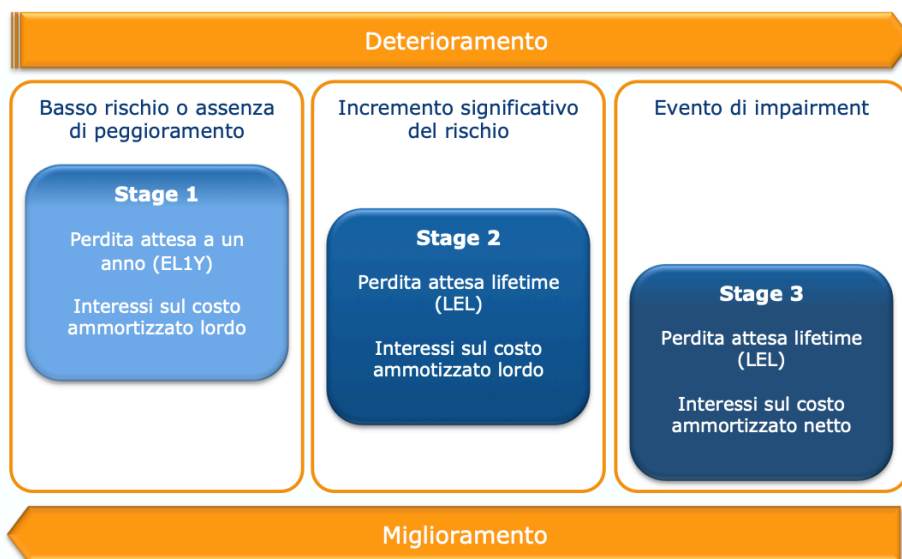 Deterioramento
Basso rischio o assenza
di peggioramento
Stage 1
Perdita attesa a un
anno (EL1Y)
Interessi sul costo
ammortizzato lordo
Incremento significativo
del rischio
Stage 2
Perdita attesa lifetime
(LEL)
Interessi sul costo
ammotizzato lordo
Evento di impairment
Stage 3
Perdita attesa lifetime
(LEL)
Interessi sul costo
ammortizzato netto
Miglioramento